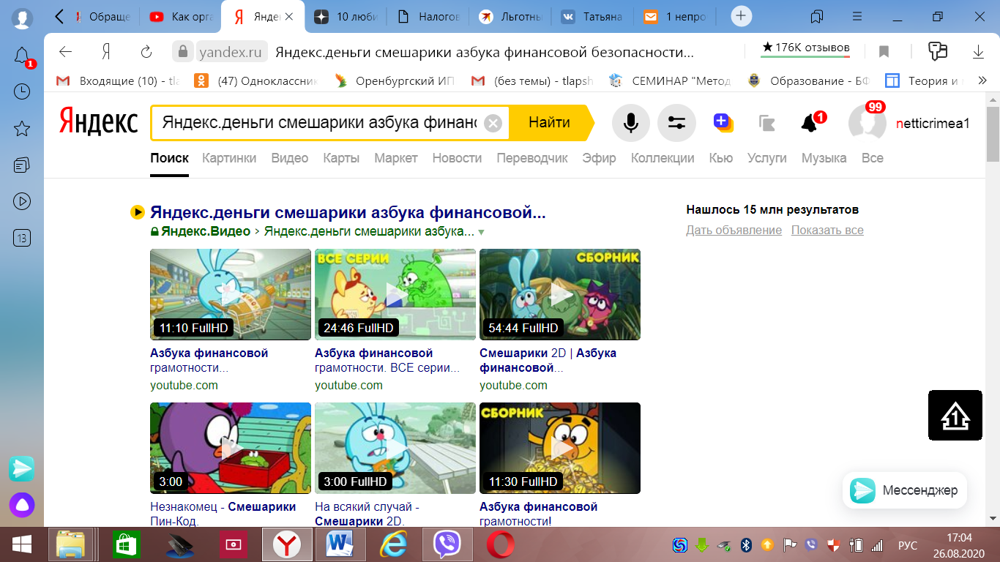 Обраще
Как орга
Яндек
10 люби
Налогов
Льготны
Татьяна
1 непро
1
yandex.ru
Яндекс.деньги смешарики азбука финансовой безопасности...
★ 176K отзывов
Входящие (10) - tla
(47) Одноклассник
Оренбургский ИП
(без темы) - tlapsh
СЕМИНАР "Метод
Образование - БФ
Теория и
13
Яндекс
Яндекс.деньги смешарики азбука финанс
Найти
1
99
netticrimea1
Поиск
Картинки
Видео
Карты
Маркет
Новости
Переводчик
Эфир
Коллекции
Кью
Услуги
Музыка
Все
Яндекс.деньги смешарики азбука финансовой...
Яндекс.Видео › Яндекс.деньги смешарики азбука...
Нашлось 15 млн результатов
Дать объявление Показать все
11:10 FullHD
ВСЕ СЕРИИ
24:46 FullHD
СБОРНИК
54:44 FullHD
Азбука финансовой
грамотности...
youtube.com
Азбука финансовой
грамотности. ВСЕ серии...
youtube.com
Смешарики 2D | Азбука
финансовой...
youtube.com
3:00
3:00 FullHD
СБОРНИК
11:30 FullHD
Незнакомец - Смешарики
Пин-Код.
На всякий случай -
Смешарики 2D.
Азбука финансовой
грамотности!
1
Мессенджер
РУС
17:04
26.08.2020